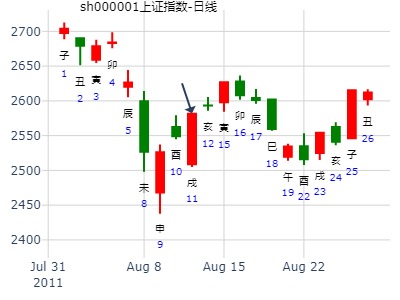 sh000001上证指数-日线
2700
2650
2600
2550
2500
2450
2400
子
1
丑
2
寅
3
卯
4
辰
5
未
8
申
9
酉
10
戌
11
亥
12
寅
15
卯
16
辰
17
巳
18
午
19
酉
22
戌
23
亥
24
子
25
丑
26
Jul 31
2011
Aug 8
Aug 15
Aug 22